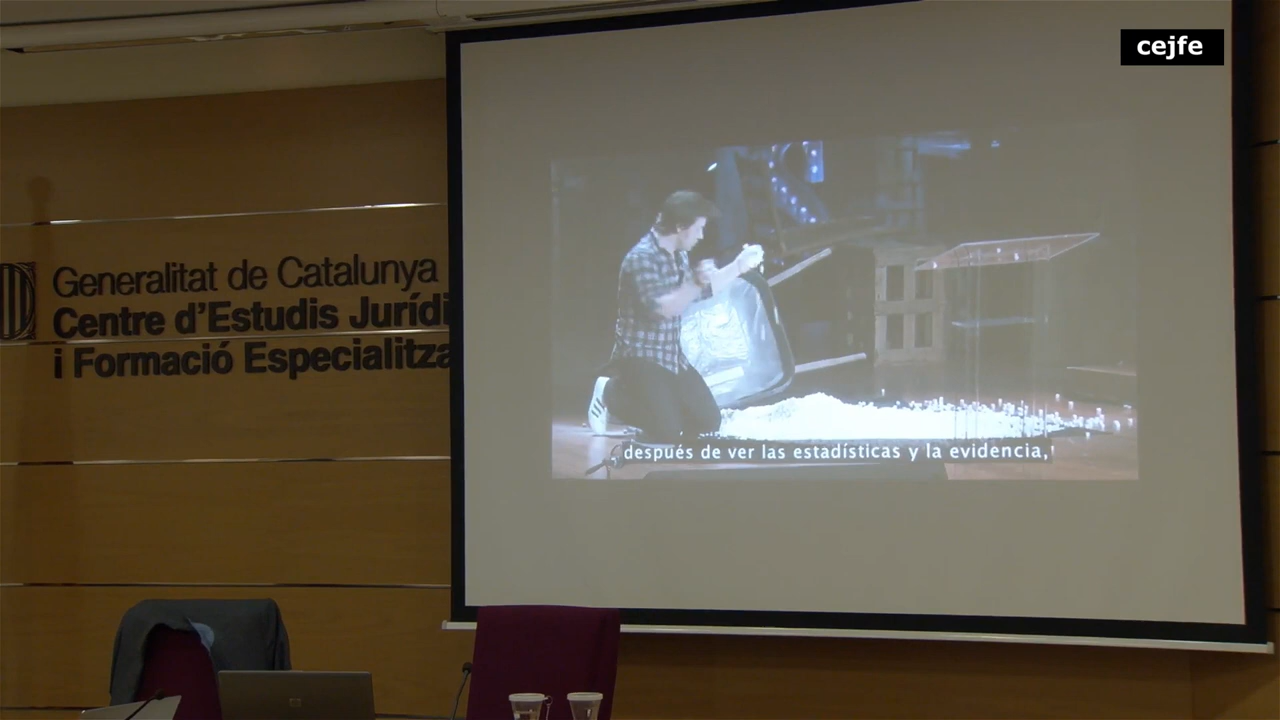 cejfe
Generalitat de Catalunya
Centre d'Estudis Jurídi
i Formació Especialitza
después de ver las estadísticas y la evidencia,